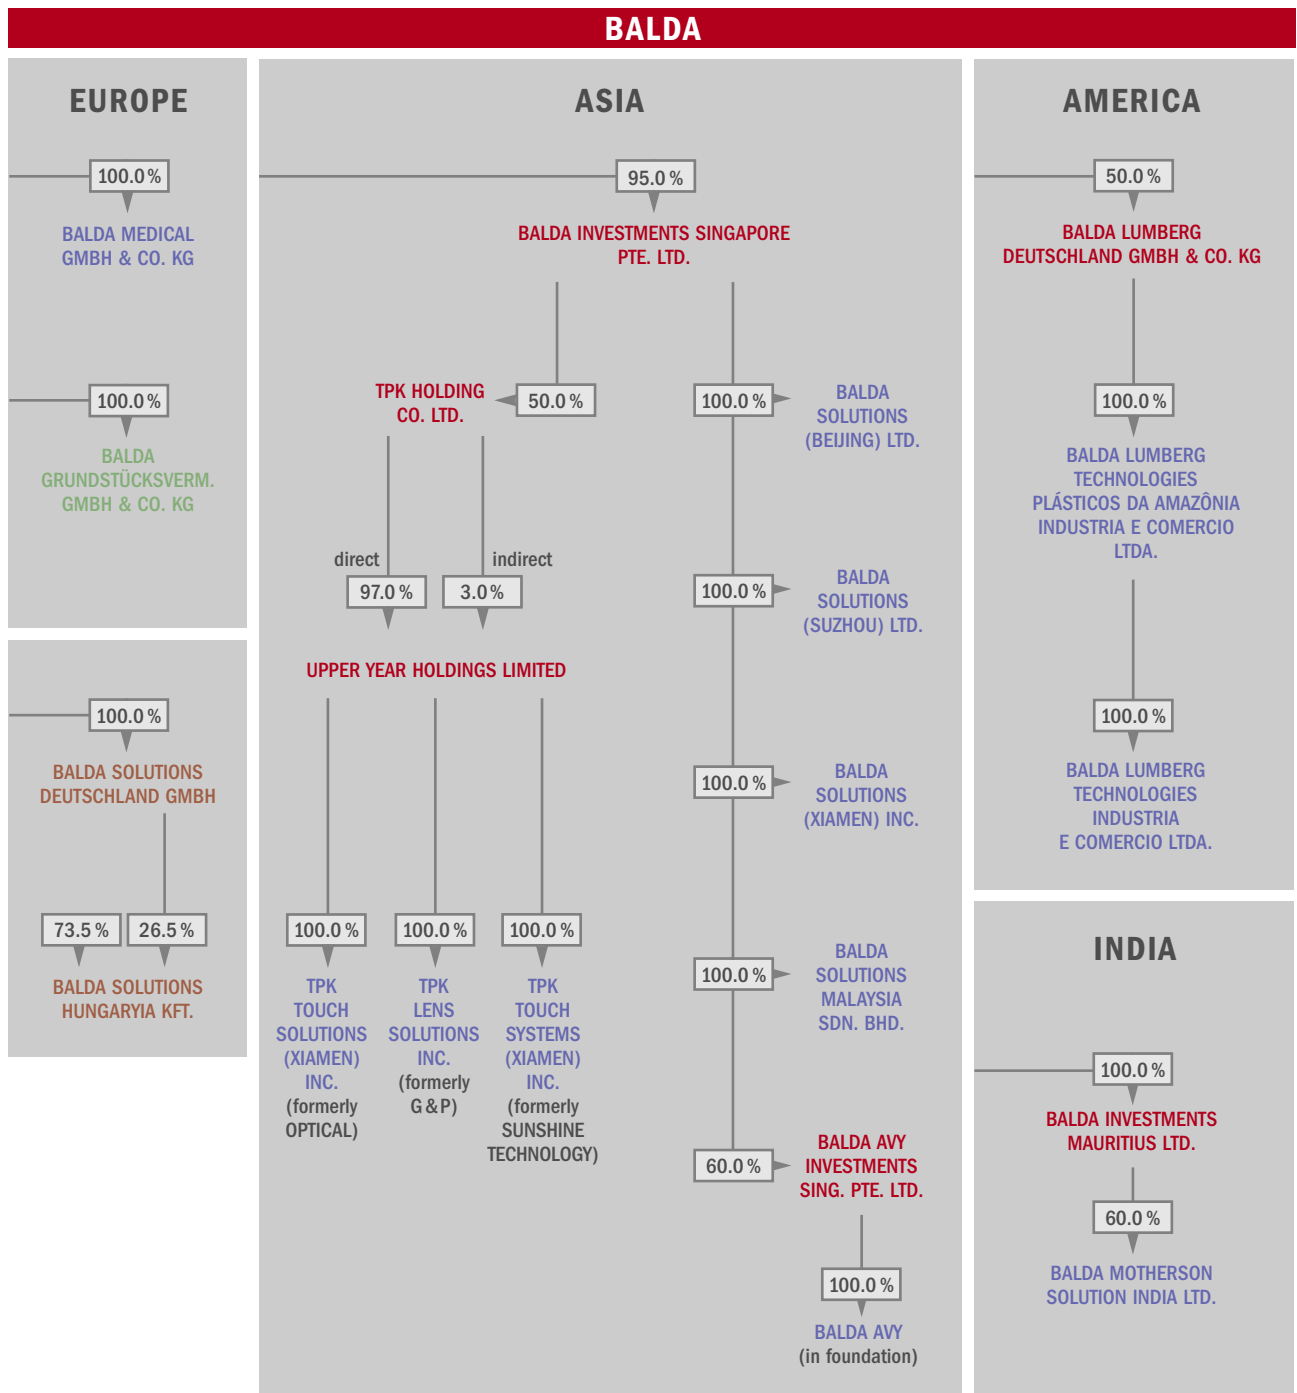 BALDA
EUROPE
100.0 %
BALDA MEDICAL
GMBH & CO. KG
100.0 %
BALDA
GRUNDSTÜCKSVERM.
GMBH & CO. KG
100.0 %
BALDA SOLUTIONS
DEUTSCHLAND GMBH
73.5 %
26.5 %
BALDA SOLUTIONS
HUNGARYIA KFT.
ASIA
95.0 %
BALDA INVESTMENTS SINGAPORE
PTE. LTD.
TPK HOLDING
CO. LTD.
50.0 %
direct
indirect
97.0 %
3.0 %
UPPER YEAR HOLDINGS LIMITED
100.0 %
TPK
TOUCH
SOLUTIONS
(XIAMEN)
INC.
(formerly
OPTICAL)
100.0 %
TPK
LENS
SOLUTIONS
INC.
(formerly
G & P)
100.0 %
TPK
TOUCH
SYSTEMS
(XIAMEN)
INC.
(formerly
SUNSHINE
TECHNOLOGY)
100.0 %
BALDA
SOLUTIONS
(BEIJING) LTD.
100.0 %
BALDA
SOLUTIONS
(SUZHOU) LTD.
100.0 %
BALDA
SOLUTIONS
(XIAMEN) INC.
100.0 %
BALDA
SOLUTIONS
MALAYSIA
SDN. BHD.
60.0 %
BALDA AVY
INVESTMENTS
SING. PTE. LTD.
100.0 %
BALDA AVY
(in foundation)
AMERICA
50.0 %
BALDA LUMBERG
DEUTSCHLAND GMBH & CO. KG
100.0 %
BALDA LUMBERG
TECHNOLOGIES
PLÁSTICOS DA AMAZÔNIA
INDUSTRIA E COMERCIO
LTDA.
100.0 %
BALDA LUMBERG
TECHNOLOGIES
INDUSTRIA
E COMERCIO LTDA.
INDIA
100.0 %
BALDA INVESTMENTS
MAURITIUS LTD.
60.0 %
BALDA MOTHERSON
SOLUTION INDIA LTD.